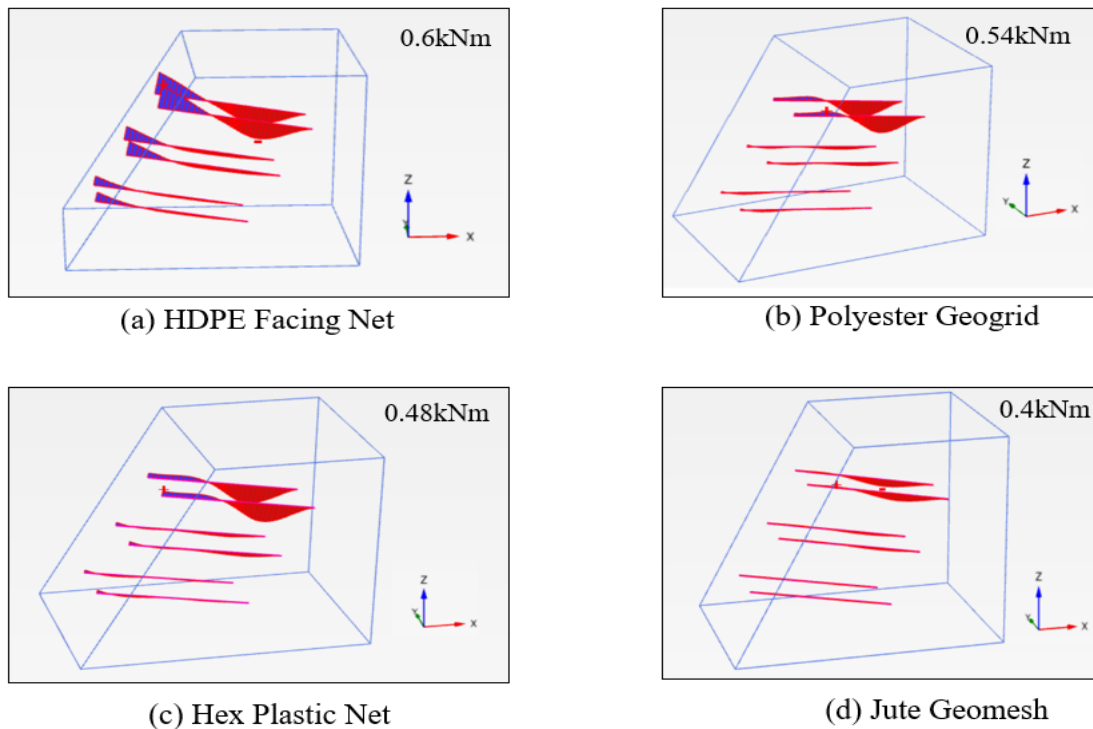 0.6kNm
Z
Y
X
(a) HDPE Facing Net
0.54kNm
Z
Y
X
(b) Polyester Geogrid
0.48kNm
Z
Y
X
(c) Hex Plastic Net
0.4kNm
Z
Y
X
(d) Jute Geomesh